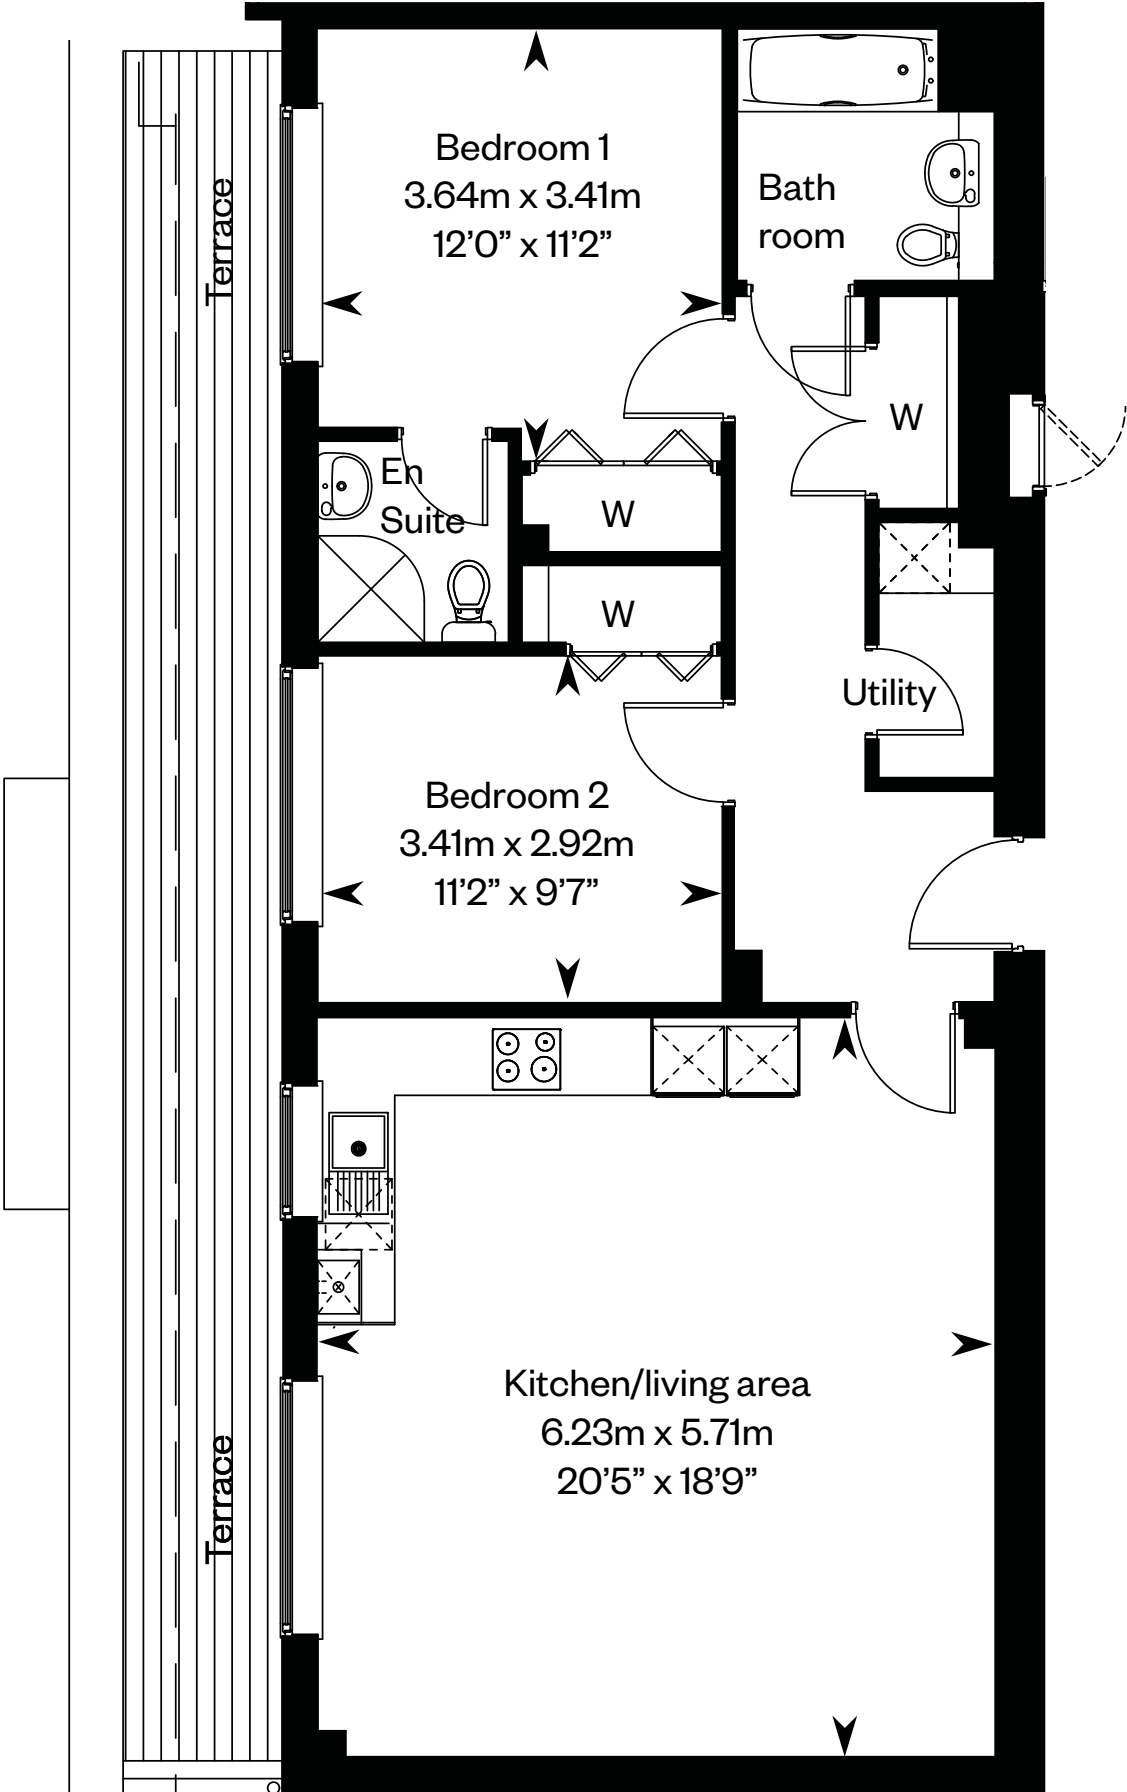 Bedroom 1
3.64m x 3.41m
12’0” x 11’2”
Bath
room
Terrace
En
Suite
W
W
W
Utility
Bedroom 2
3.41m x 2.92m
11’2” x 9’7”
Kitchen/living area
6.23m x 5.71m
20’5” x 18’9”
Terrace